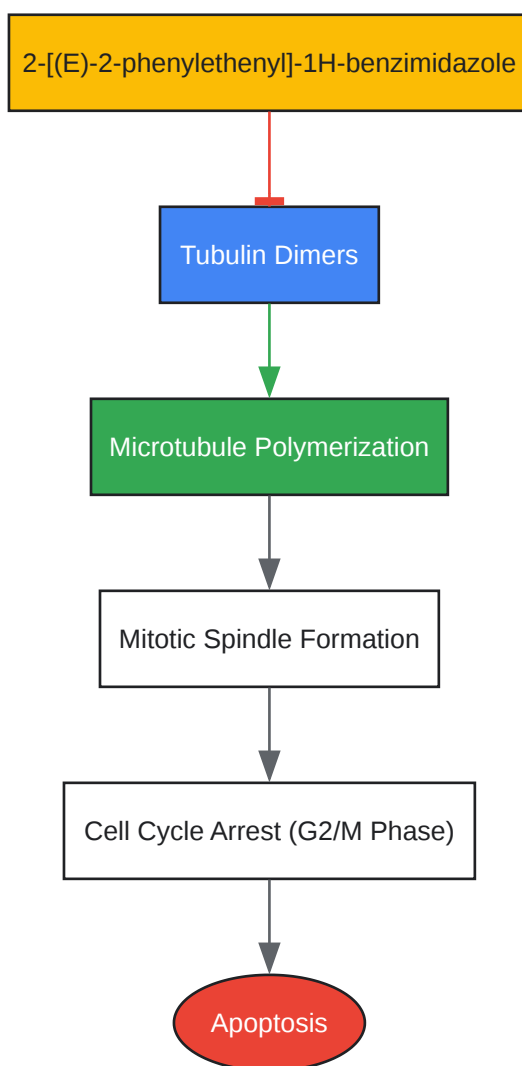 2-[(E)-2-phenylethenyl]-1H-benzimidazole
Tubulin Dimers
Microtubule Polymerization
Mitotic Spindle Formation
Cell Cycle Arrest (G2/M Phase)
Apoptosis